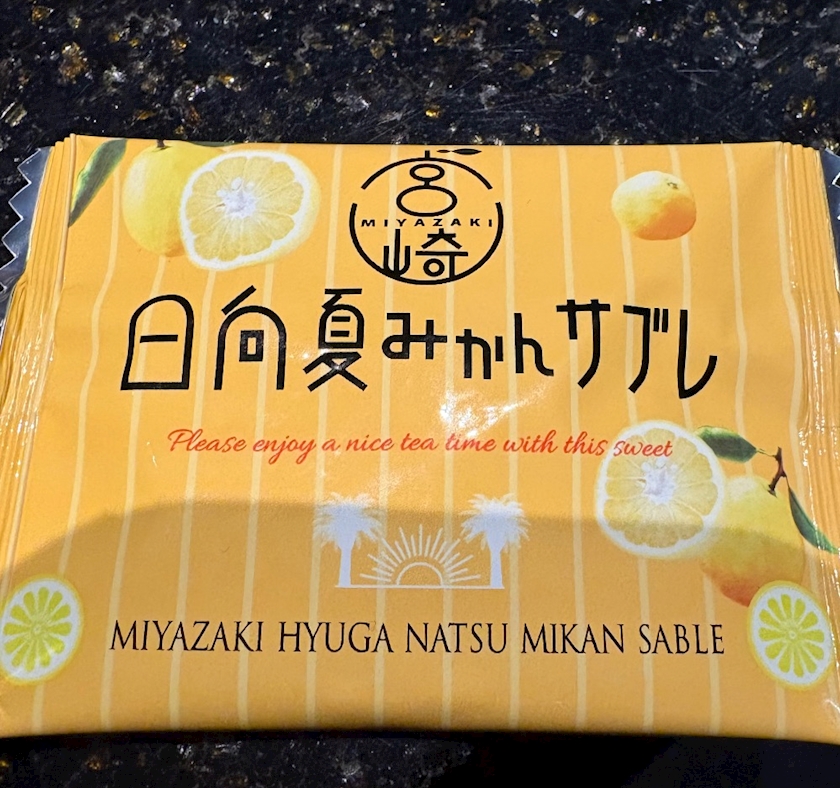 宮
MIYAZAKI
崎
日向夏みかんサブレ
Please enjoy a nice tea time with this sweet
MIYAZAKI HYUGA NATSU MIKAN SABLE